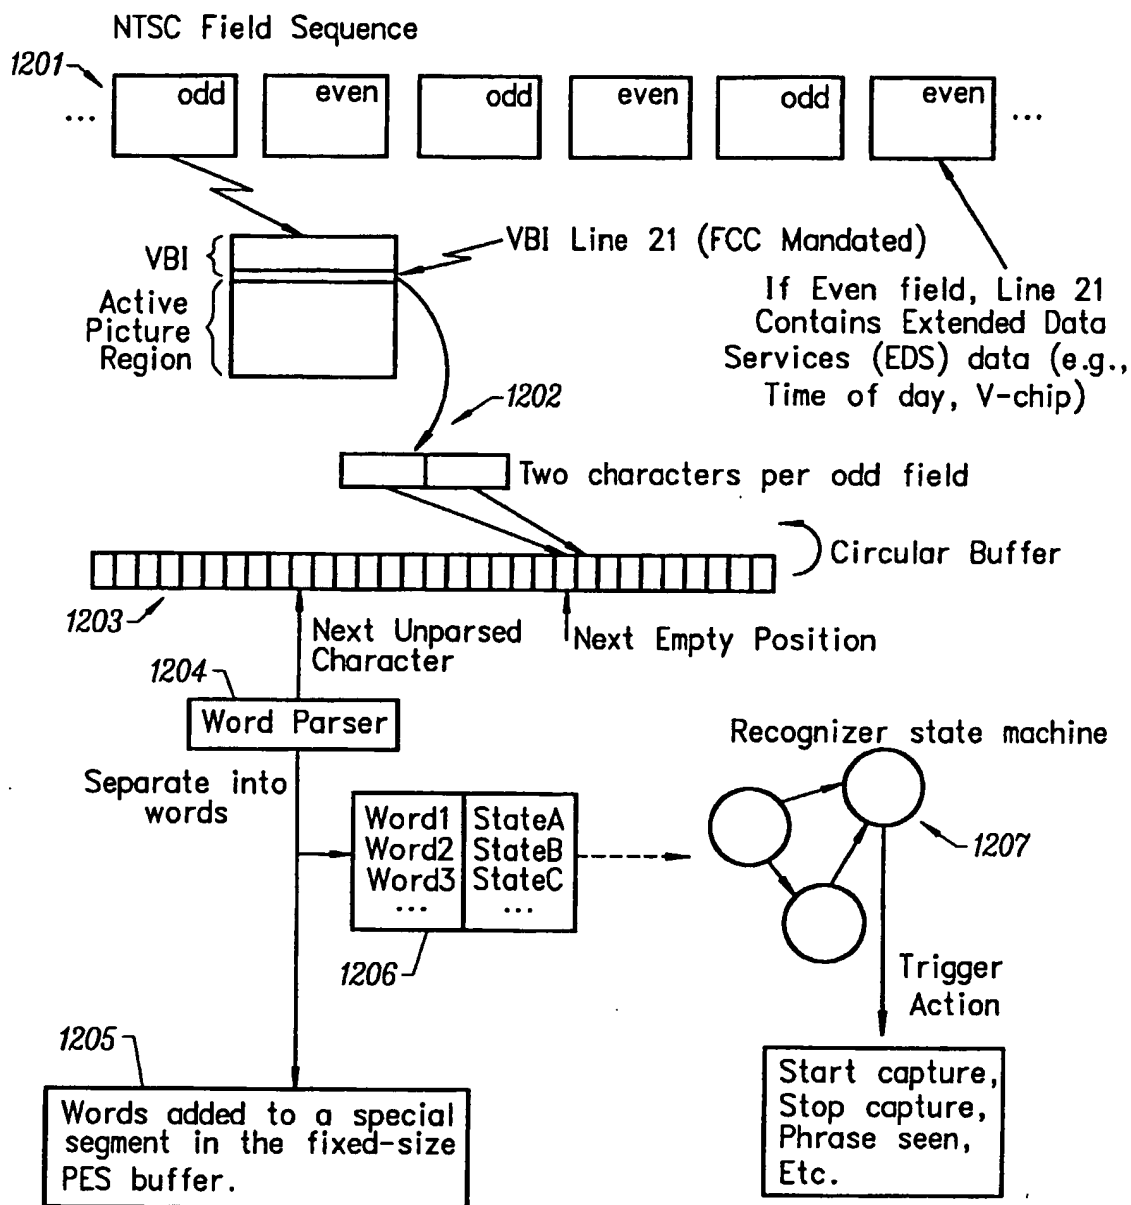 NTSC Field Sequence
1201
... odd even odd even odd even ...
VBI
VBI Line 21 (FCC Mandated)
Active
Picture
Region
If Even field, Line 21
Contains Extended Data
Services (EDS) data (e.g.,
Time of day, V-chip)
1202
Two characters per odd field
Circular Buffer
1203
Next Unparsed
Character
Next Empty Position
1204
Word Parser
Recognizer state machine
Separate into
words
Word1 StateA
Word2 StateB
Word3 StateC
... ...
1207
1206
Trigger
Action
1205
Words added to a special
segment in the fixed-size
PES buffer.
Start capture,
Stop capture,
Phrase seen,
Etc.